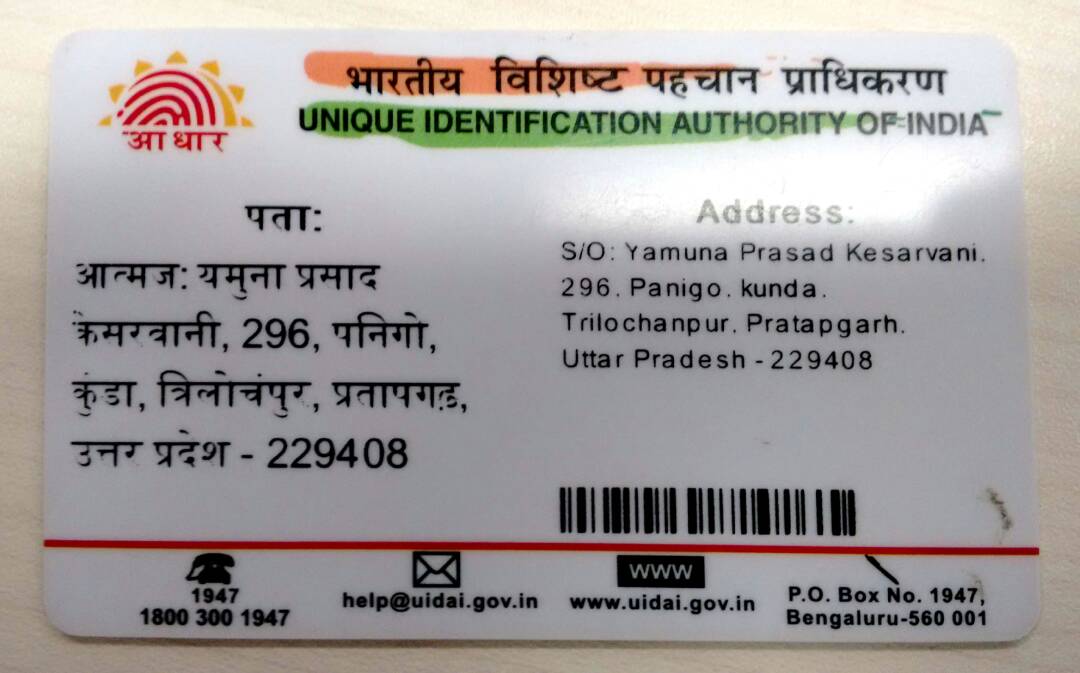 आधार
भारतीय विशिष्ट पहचान प्राधिकरण
UNIQUE IDENTIFICATION AUTHORITY OF INDIA
पता:
आत्मज: यमुना प्रसाद
केसरवानी, 296, पनिगो,
कुंडा, त्रिलोचंपुर, प्रतापगढ़,
उत्तर प्रदेश - 229408
Address:
S/O: Yamuna Prasad Kesarvani,
296, Panigo, kunda,
Trilochanpur, Pratapgarh,
Uttar Pradesh - 229408
1947
1800 300 1947
help@uidai.gov.in
WWW
www.uidai.gov.in
P.O. Box No. 1947,
Bengaluru-560 001